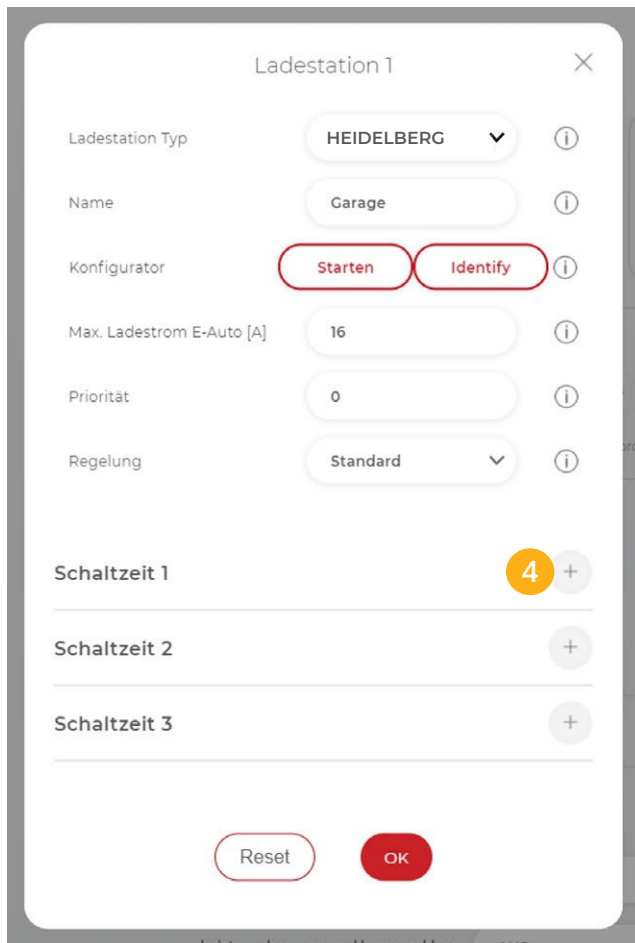 Ladestation 1
Ladestation Typ HEIDELBERG
Name Garage
Konfigurator Starten Identify
Max. Ladestrom E-Auto [A] 16
Priorität 0
Regelung Standard
Schaltzeit 1 4 +
Schaltzeit 2 +
Schaltzeit 3 +
Reset OK